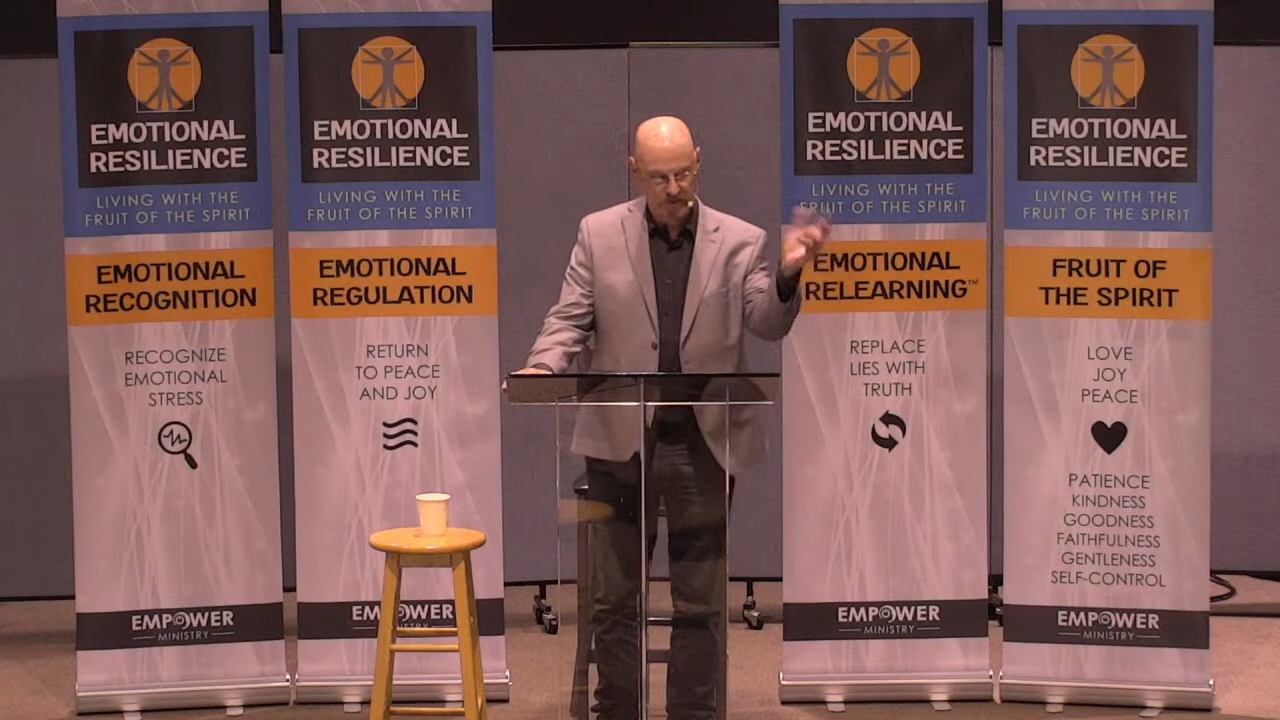 EMOTIONAL
RESILIENCE
LIVING WITH THE
FRUIT OF THE SPIRIT
EMOTIONAL
RECOGNITION
RECOGNIZE
EMOTIONAL
STRESS
EMPOWER
MINISTRY
EMOTIONAL
RESILIENCE
LIVING WITH THE
FRUIT OF THE SPIRIT
EMOTIONAL
REGULATION
RETURN
TO PEACE
AND JOY
EMPOWER
MINISTRY
EMOTIONAL
RESILIENCE
LIVING WITH THE
FRUIT OF THE SPIRIT
EMOTIONAL
RELEARNING™
REPLACE
LIES WITH
TRUTH
EMPOWER
MINISTRY
EMOTIONAL
RESILIENCE
LIVING WITH THE
FRUIT OF THE SPIRIT
FRUIT OF
THE SPIRIT
LOVE
JOY
PEACE
PATIENCE
KINDNESS
GOODNESS
FAITHFULNESS
GENTLENESS
SELF-CONTROL
EMPOWER
MINISTRY